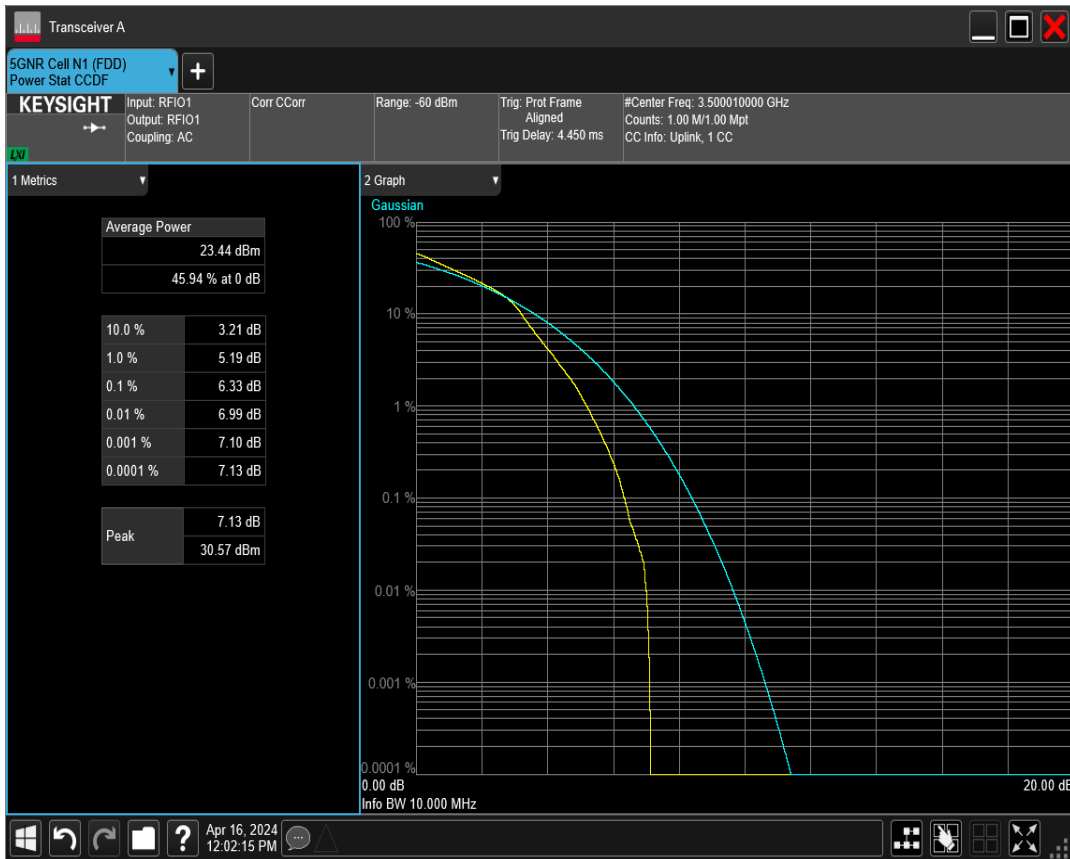 Transceiver A
5GNR Cell N1 (FDD)
Power Stat CCDF
+
KEYSIGHT
LXI
Input: RFIO1
Output: RFIO1
Coupling: AC
Corr CCorr
Range: -60 dBm
Trig: Prot Frame
Aligned
Trig Delay: 4.450 ms
#Center Freq: 3.500010000 GHz
Counts: 1.00 M/1.00 Mpt
CC Info: Uplink, 1 CC
1 Metrics
Average Power
23.44 dBm
45.94 % at 0 dB
10.0 % 3.21 dB
1.0 % 5.19 dB
0.1 % 6.33 dB
0.01 % 6.99 dB
0.001 % 7.10 dB
0.0001 % 7.13 dB
Peak
7.13 dB
30.57 dBm
2 Graph
Gaussian
100 %
10 %
1 %
0.1 %
0.01 %
0.001 %
0.0001 %
0.00 dB 20.00 dB
Info BW 10.000 MHz
?
Apr 16, 2024
12:02:15 PM